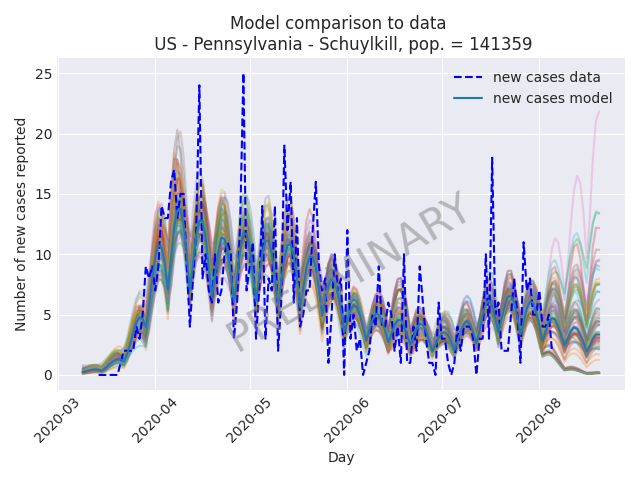 Model comparison to data
US - Pennsylvania - Schuylkill, pop. = 141359
new cases data
new cases model
PRELIMINARY
Number of new cases reported
25
20
15
10
5
0
2020-03
2020-04
2020-05
2020-06
2020-07
2020-08
Day